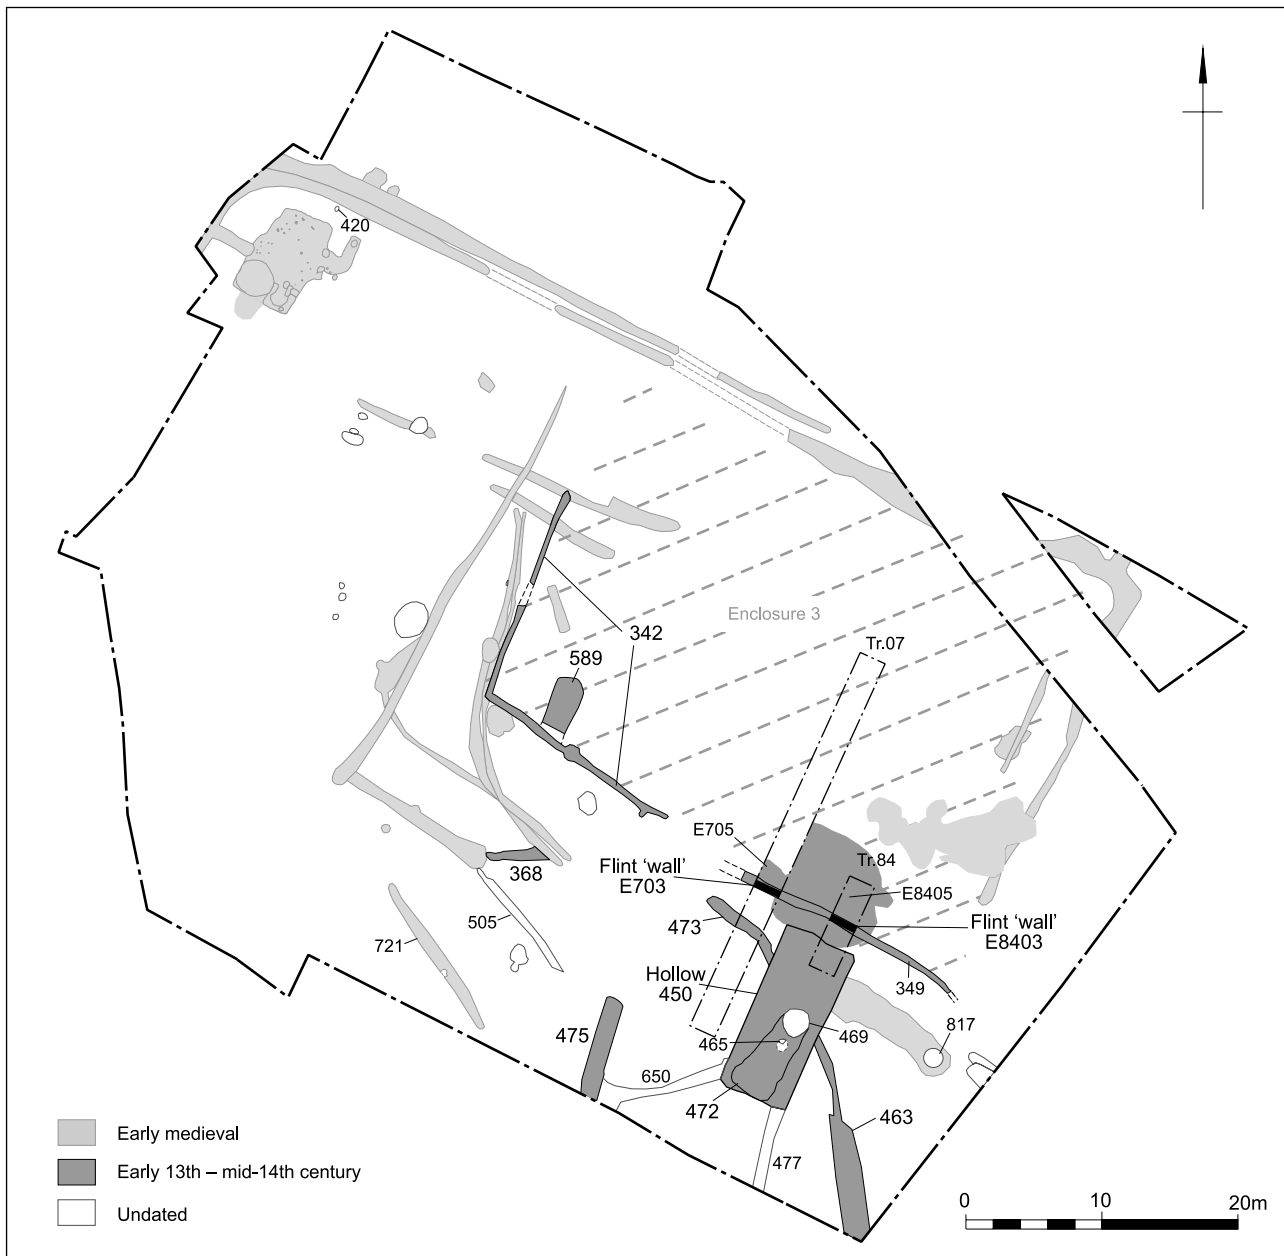 420
Enclosure 3
Tr.07
342
589
E705
Tr.84
Flint ‘wall’
E703
E8405
368
Flint ‘wall’
E8403
473
505
721
Hollow
450
349
475
465
469
817
650
472
463
477
Early medieval
Early 13th – mid-14th century
Undated
0 10 20m